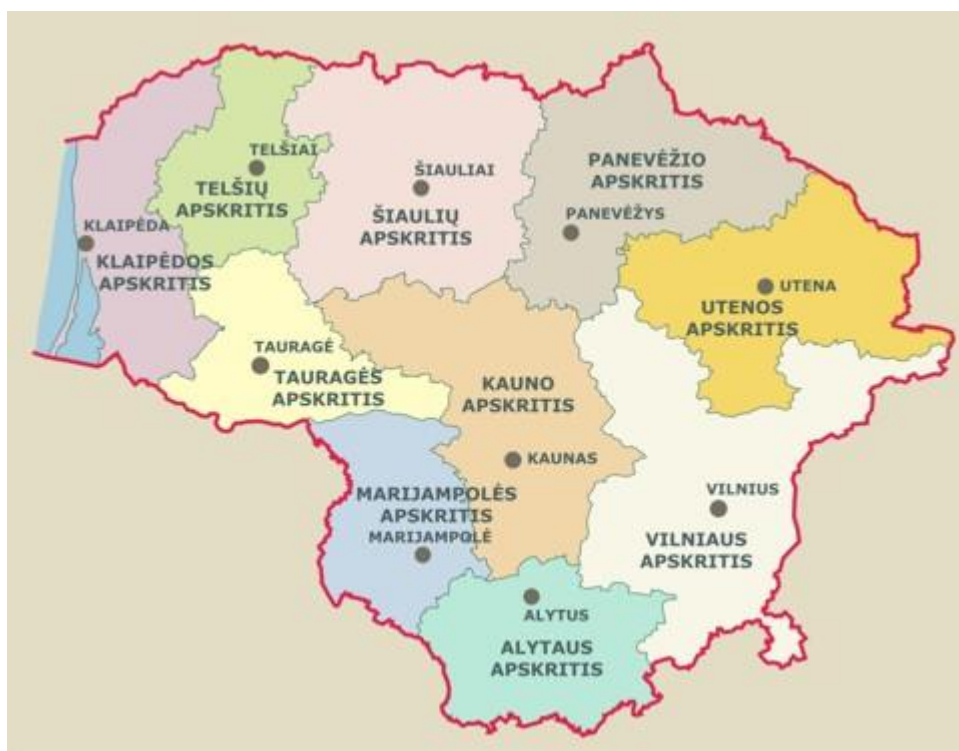 TELŠIAI
TELŠIŲ
APSKRITIS
ŠIAULIAI
ŠIAULIŲ
APSKRITIS
PANEVĖŽIO
APSKRITIS
PANEVĖŽYS
KLAIPĖDA
KLAIPĖDOS
APSKRITIS
UTENA
UTENOS
APSKRITIS
TAURAGĖ
TAURAGĖS
APSKRITIS
KAUNO
APSKRITIS
KAUNAS
MARIJAMPOLĖS
APSKRITIS
MARIJAMPOLĖ
VILNIUS
VILNIAUS
APSKRITIS
ALYTUS
ALYTAUS
APSKRITIS